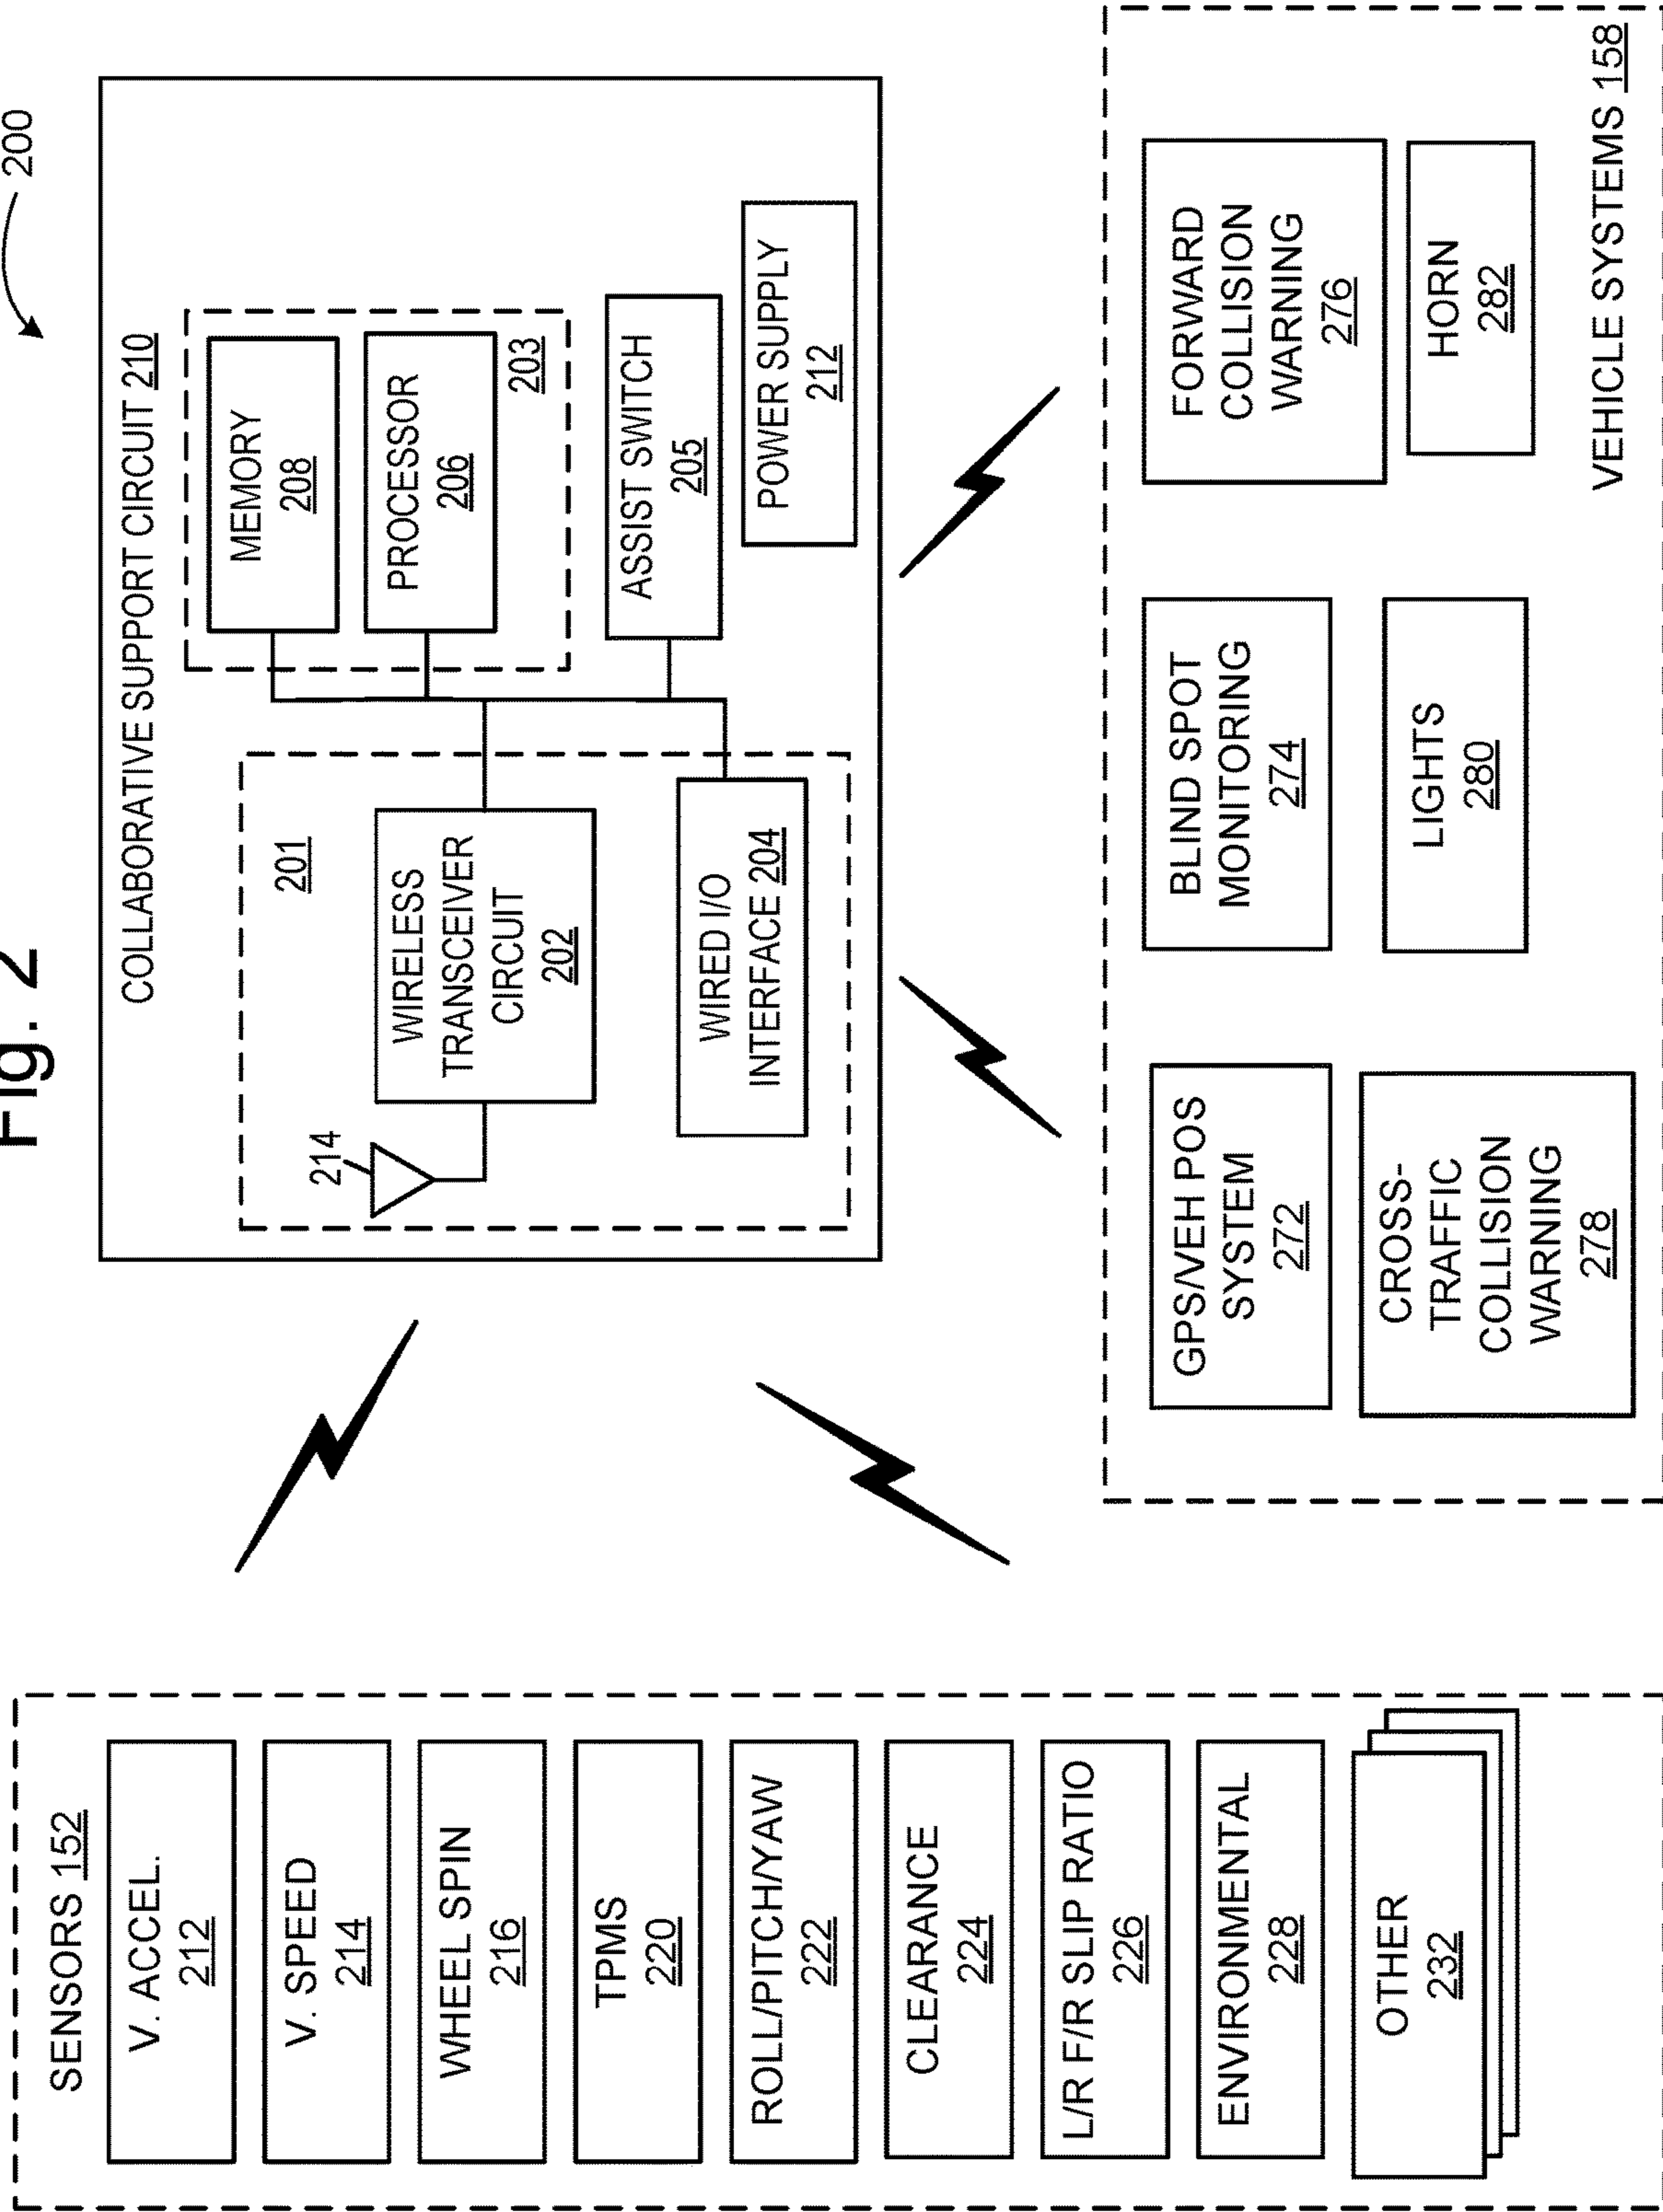 Fig. 2
200
SENSORS 152
V. ACCEL.
212
V. SPEED
214
WHEEL SPIN
216
TPMS
220
ROLL/PITCH/YAW
222
CLEARANCE
224
L/R F/R SLIP RATIO
226
ENVIRONMENTAL
228
OTHER
232
COLLABORATIVE SUPPORT CIRCUIT 210
201
214
WIRELESS
TRANSCEIVER
CIRCUIT
202
WIRED I/O
INTERFACE 204
MEMORY
208
PROCESSOR
206
203
ASSIST SWITCH
205
POWER SUPPLY
212
GPS/VEH POS
SYSTEM
272
BLIND SPOT
MONITORING
274
FORWARD
COLLISION
WARNING
276
CROSS-
TRAFFIC
COLLISION
WARNING
278
LIGHTS
280
HORN
282
VEHICLE SYSTEMS 158